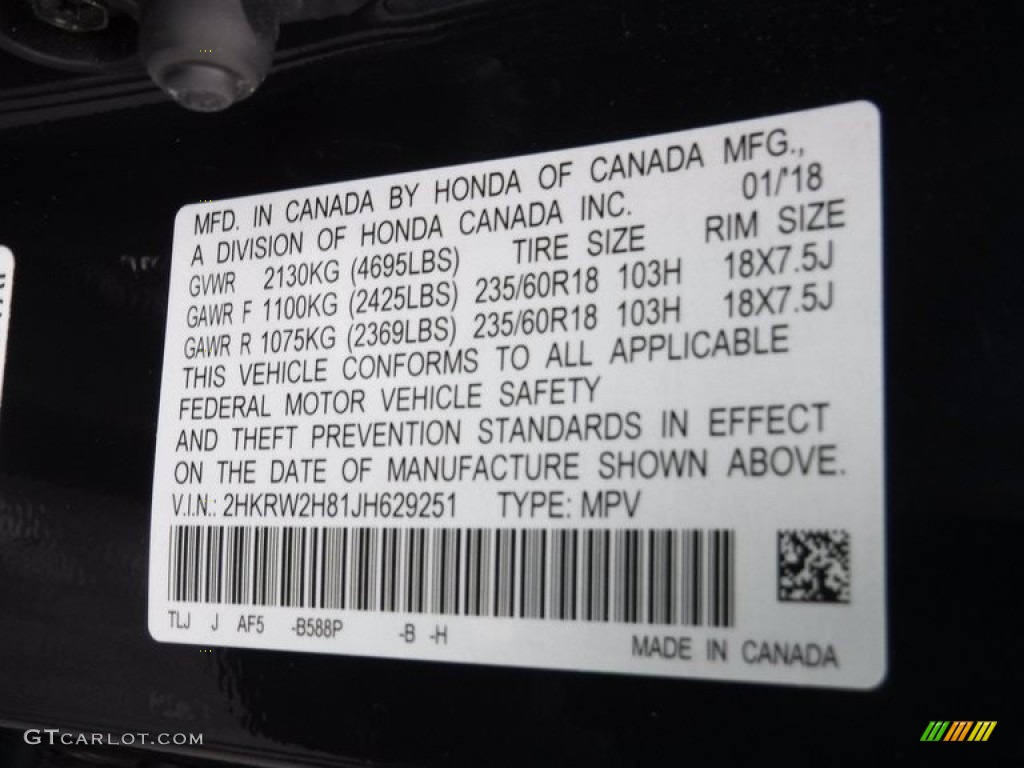 MFD. IN CANADA BY HONDA OF CANADA MFG.,
A DIVISION OF HONDA CANADA INC. 01/'18
GVWR 2130KG (4695LBS) TIRE SIZE RIM SIZE
GAWR F 1100KG (2425LBS) 235/60R18 103H 18X7.5J
GAWR R 1075KG (2369LBS) 235/60R18 103H 18X7.5J
THIS VEHICLE CONFORMS TO ALL APPLICABLE
FEDERAL MOTOR VEHICLE SAFETY
AND THEFT PREVENTION STANDARDS IN EFFECT
ON THE DATE OF MANUFACTURE SHOWN ABOVE.
V.I.N.: 2HKRW2H81JH629251 TYPE: MPV
TLJ J AF5 -B588P -B -H
MADE IN CANADA
GTCARLOT.COM